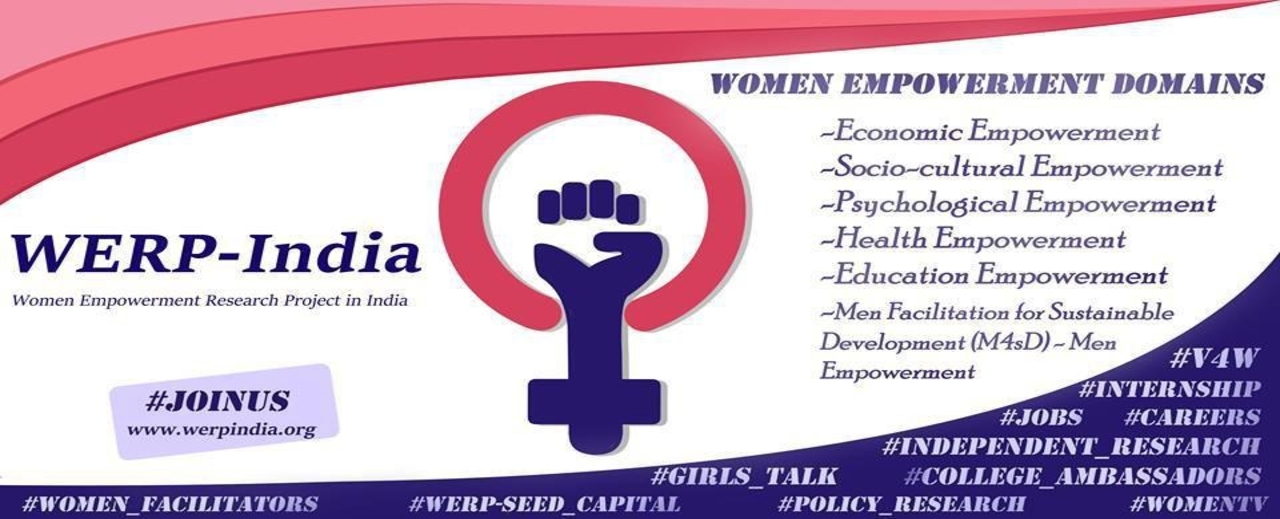 WOMEN EMPOWERMENT DOMAINS
~Economic Empowerment
~Socio-cultural Empowerment
~Psychological Empowerment
~Health Empowerment
~Education Empowerment
~Men Facilitation for Sustainable
Development (M4sD) ~ Men
Empowerment
WERP-India
Women Empowerment Research Project in India
#JOINUS
www.werpindia.org
#V4W
#INTERNSHIP
#JOBS #CAREERS
#INDEPENDENT_RESEARCH
#GIRLS_TALK #COLLEGE_AMBASSADORS
#WOMEN_FACILITATORS #WERP-SEED_CAPITAL #POLICY_RESEARCH #WOMENTV